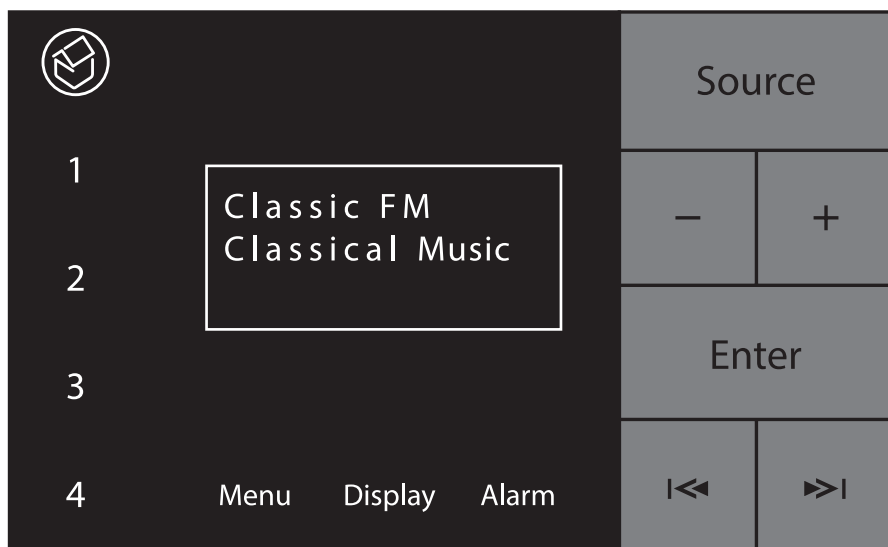 Source
1
Classic FM
Classical Music
− +
2
Enter
3
4 Menu Display Alarm